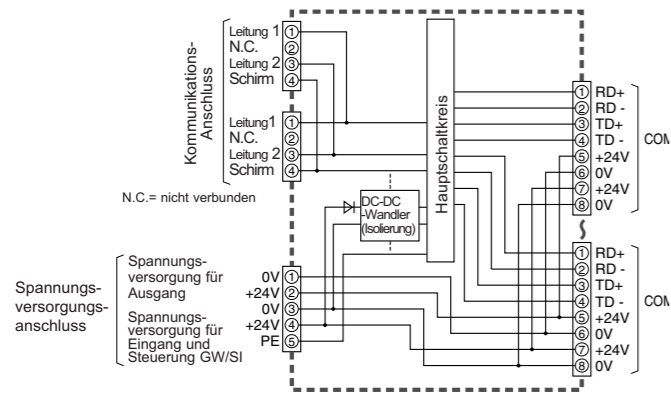 Kommunikations-
Anschluss
Leitung 1 ①
N.C. ②
Leitung 2 ③
Schirm ④
Leitung1 ①
N.C. ②
Leitung 2 ③
Schirm ④
N.C.= nicht verbunden
Hauptschaltkreis
DC-DC
-Wandler
(Isolierung)
① RD+
② RD -
③ TD+
④ TD -
⑤ +24V
⑥ 0V
⑦ +24V
⑧ 0V
COM
Spannungs-
versorgungs-
anschluss
Spannungs-
versorgung für
Ausgang
Spannungs-
versorgung für
Eingang und
Steuerung GW/SI
0V ①
+24V ②
0V ③
+24V ④
PE ⑤
① RD+
② RD -
③ TD+
④ TD -
⑤ +24V
⑥ 0V
⑦ +24V
⑧ 0V
COM